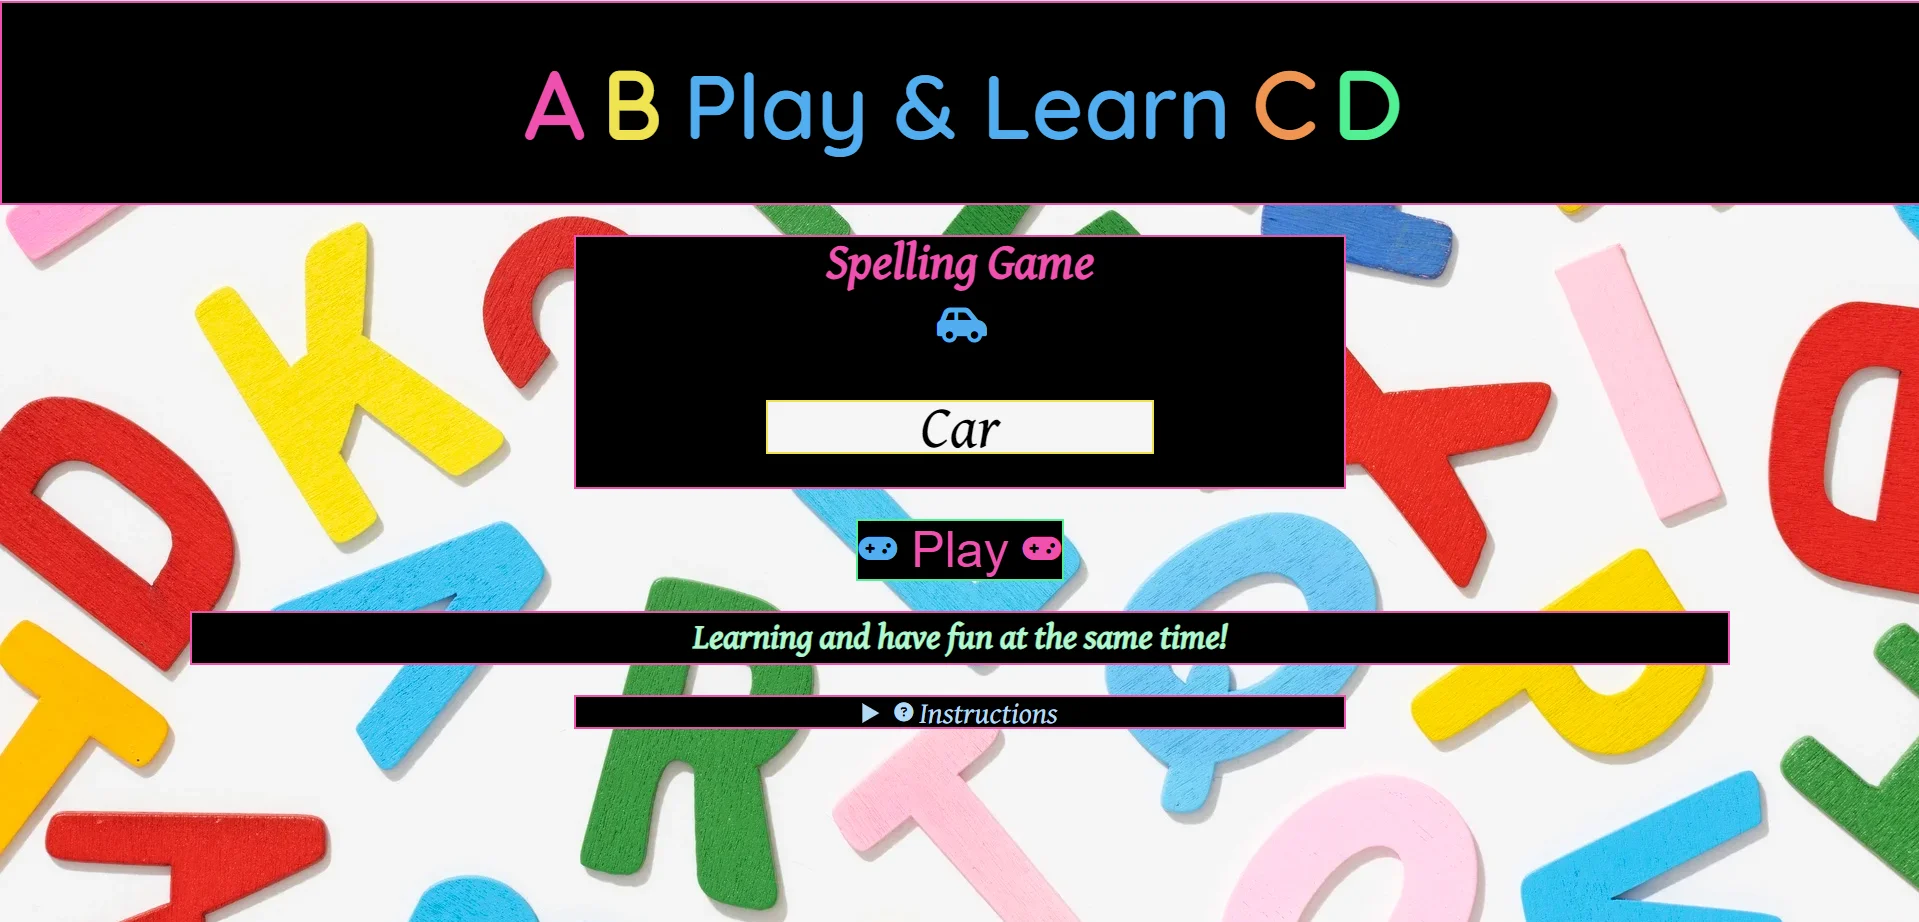 A B Play & Learn C D
Spelling Game
Car
Play
Learning and have fun at the same time!
Instructions